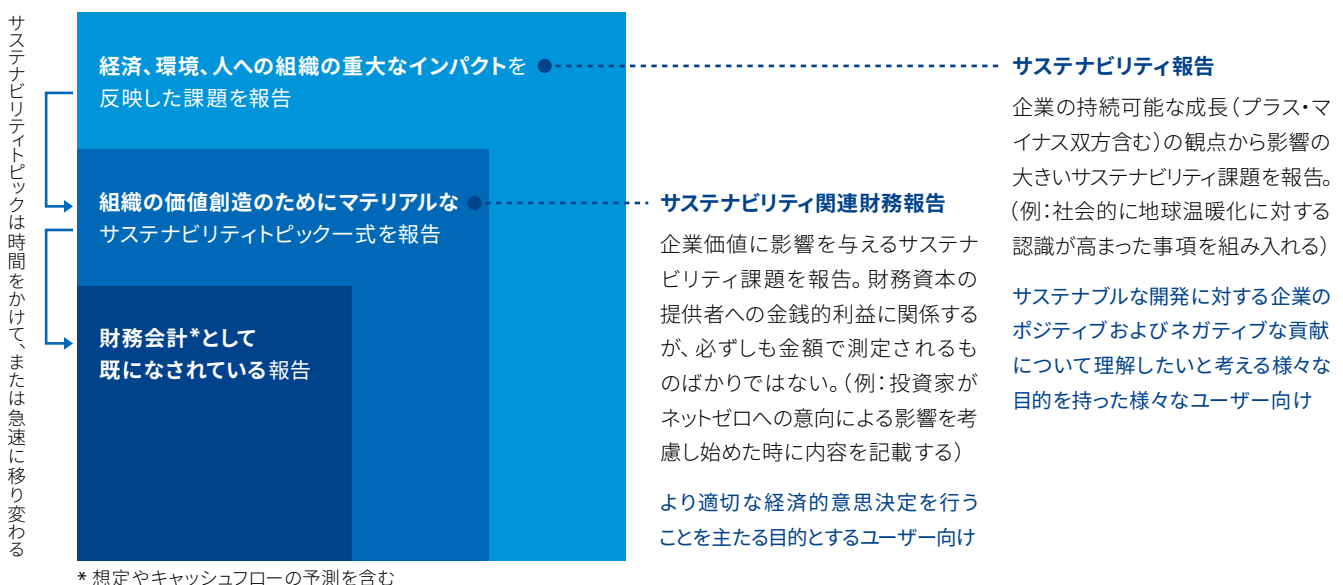 サステナビリティトピックは時間をかけて、または急速に移り変わる
経済、環境、人への組織の重大なインパクトを
反映した課題を報告
組織の価値創造のためにマテリアルな
サステナビリティトピック一式を報告
財務会計*として
既になされている報告
* 想定やキャッシュフローの予測を含む
サステナビリティ関連財務報告
企業価値に影響を与えるサステナ
ビリティ課題を報告。財務資本の
提供者への金銭的利益に関係する
が、必ずしも金額で測定されるも
のばかりではない。(例:投資家が
ネットゼロへの意向による影響を考
慮し始めた時に内容を記載する)
より適切な経済的意思決定を行う
ことを主たる目的とするユーザー向け
サステナビリティ報告
企業の持続可能な成長(プラス・マ
イナス双方含む)の観点から影響の
大きいサステナビリティ課題を報告。
(例:社会的に地球温暖化に対する
認識が高まった事項を組み入れる)
サステナブルな開発に対する企業の
ポジティブおよびネガティブな貢献
について理解したいと考える様々な
目的を持った様々なユーザー向け